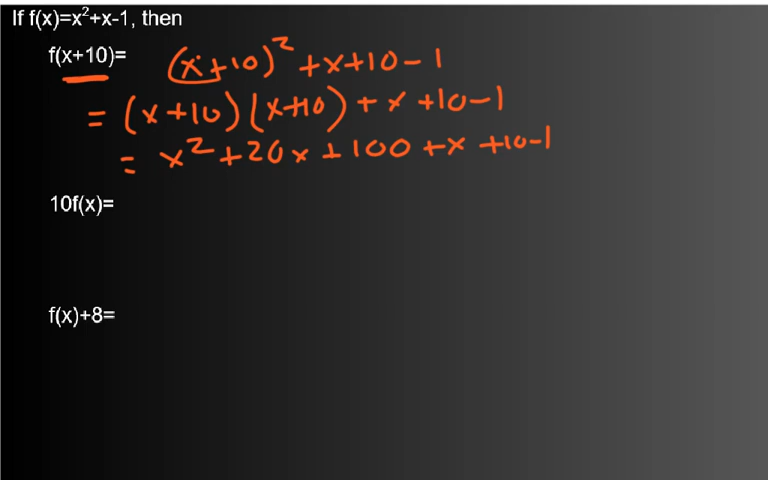 If f(x)=x²+x-1, then
f(x+10)= (x+10)² +x+10-1
= (x+10)(x+10)+x+10-1
= x²+20x+100+x+10-1
10f(x)=
f(x)+8=